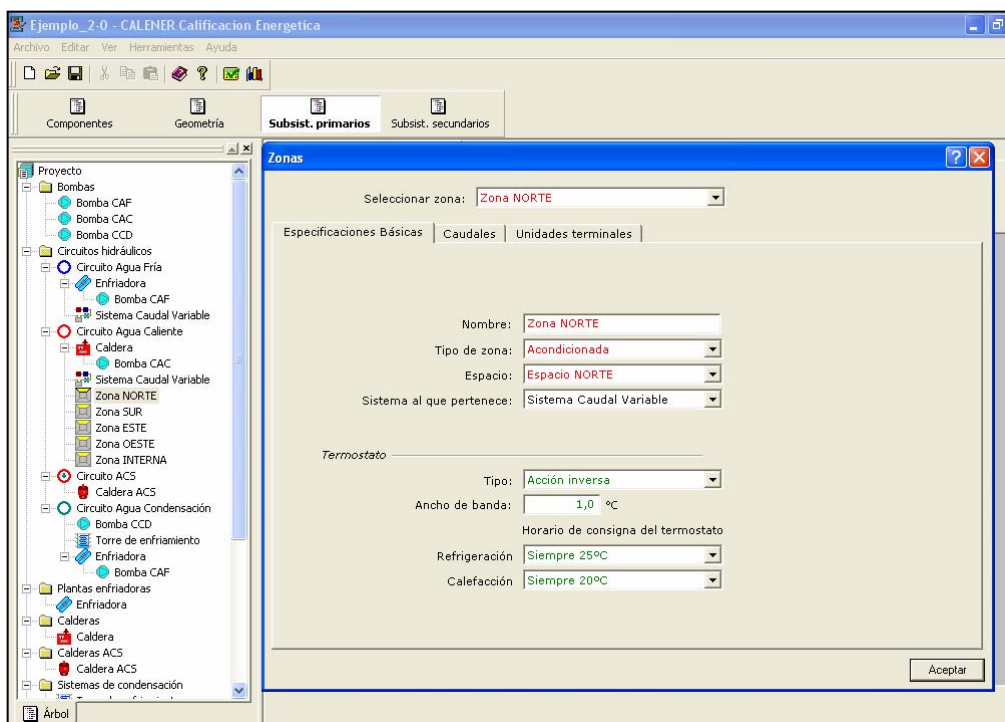 Ejemplo_2-0 - CALENER Calificacion Energetica
Archivo Editar Ver Herramientas Ayuda
Componentes
Geometría
Subsist. primarios
Subsist. secundarios
Proyecto
Bombas
Bomba CAF
Bomba CAC
Bomba CCD
Circuitos hidráulicos
Circuito Agua Fría
Enfriadora
Bomba CAF
Sistema Caudal Variable
Circuito Agua Caliente
Caldera
Bomba CAC
Sistema Caudal Variable
Zona NORTE
Zona SUR
Zona ESTE
Zona OESTE
Zona INTERNA
Circuito ACS
Caldera ACS
Circuito Agua Condensación
Bomba CCD
Torre de enfriamiento
Enfriadora
Bomba CAF
Plantas enfriadoras
Enfriadora
Calderas
Caldera
Calderas ACS
Caldera ACS
Sistemas de condensación
Árbol
Zonas
Seleccionar zona: Zona NORTE
Especificaciones Básicas
Caudales
Unidades terminales
Nombre: Zona NORTE
Tipo de zona: Acondicionada
Espacio: Espacio NORTE
Sistema al que pertenece: Sistema Caudal Variable
Termostato
Tipo: Acción inversa
Ancho de banda: 1,0 ºC
Horario de consigna del termostato
Refrigeración Siempre 25ºC
Calefacción Siempre 20ºC
Aceptar